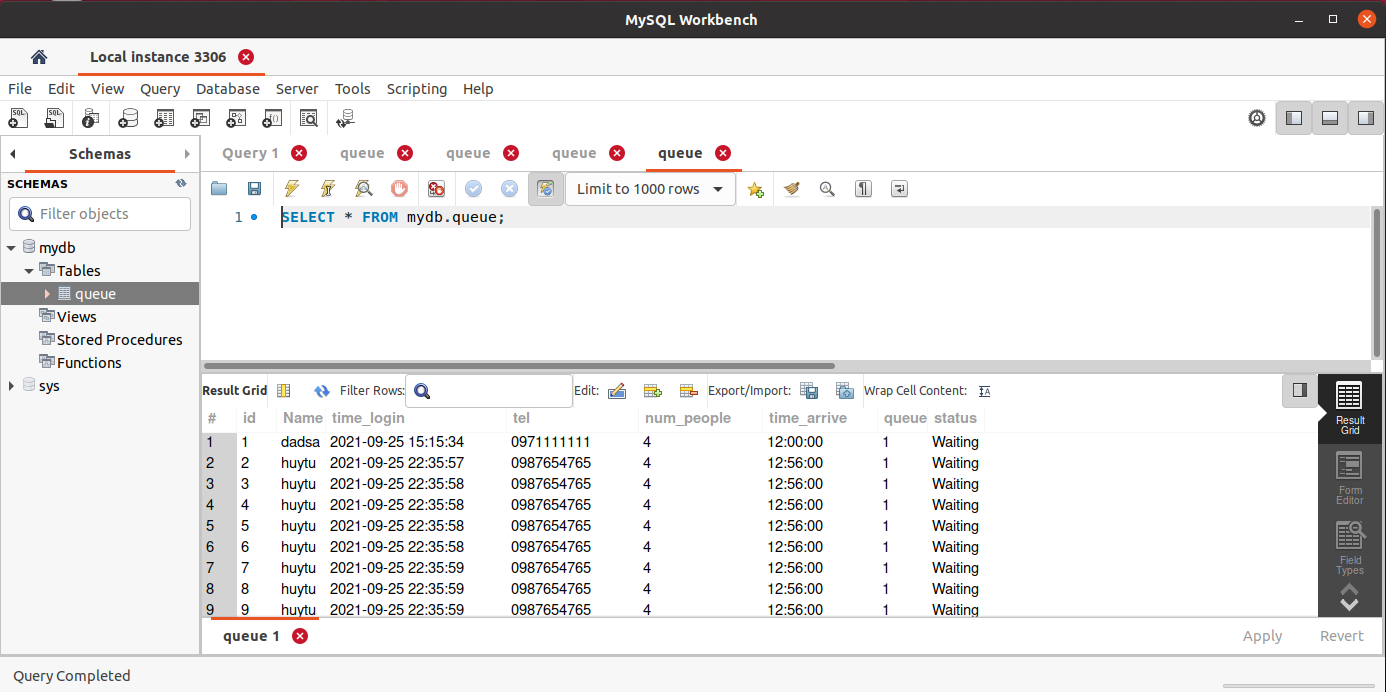 MySQL Workbench
Local instance 3306
File Edit View Query Database Server Tools Scripting Help
Schemas
Query 1 queue queue queue queue
SCHEMAS
Filter objects
mydb
Tables
queue
Views
Stored Procedures
Functions
sys
Limit to 1000 rows
1 SELECT * FROM mydb.queue;
Result Grid Filter Rows: Edit: Export/Import: Wrap Cell Content:
# id Name time_login tel num_people time_arrive queue status
1 1 dadsa 2021-09-25 15:15:34 0971111111 4 12:00:00 1 Waiting
2 2 huytu 2021-09-25 22:35:57 0987654765 4 12:56:00 1 Waiting
3 3 huytu 2021-09-25 22:35:58 0987654765 4 12:56:00 1 Waiting
4 4 huytu 2021-09-25 22:35:58 0987654765 4 12:56:00 1 Waiting
5 5 huytu 2021-09-25 22:35:58 0987654765 4 12:56:00 1 Waiting
6 6 huytu 2021-09-25 22:35:58 0987654765 4 12:56:00 1 Waiting
7 7 huytu 2021-09-25 22:35:59 0987654765 4 12:56:00 1 Waiting
8 8 huytu 2021-09-25 22:35:59 0987654765 4 12:56:00 1 Waiting
9 9 huytu 2021-09-25 22:35:59 0987654765 4 12:56:00 1 Waiting
Result
Grid
Form
Editor
Field
Types
queue 1
Apply Revert
Query Completed